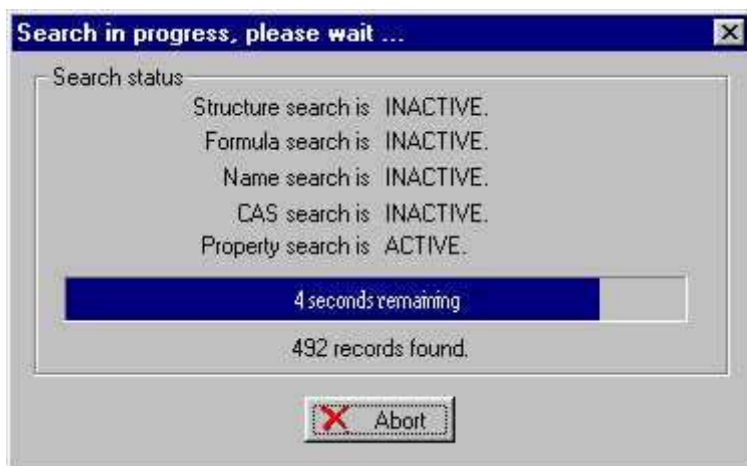 Search in progress, please wait ...
Search status
Structure search is INACTIVE.
Formula search is INACTIVE.
Name search is INACTIVE.
CAS search is INACTIVE.
Property search is ACTIVE.
4 seconds remaining
492 records found.
Abort